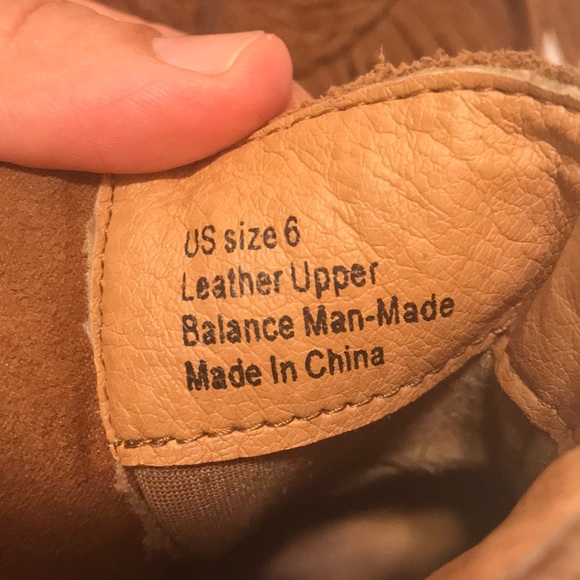 US size 6
Leather Upper
Balance Man-Made
Made In China